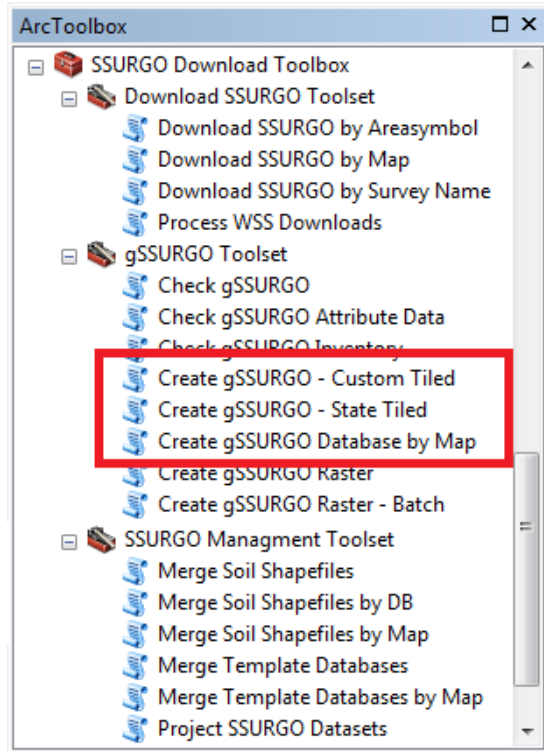 ArcToolbox
SSURGO Download Toolbox
Download SSURGO Toolset
Download SSURGO by Areasymbol
Download SSURGO by Map
Download SSURGO by Survey Name
Process WSS Downloads
gSSURGO Toolset
Check gSSURGO
Check gSSURGO Attribute Data
Check gSSURGO Inventory
Create gSSURGO - Custom Tiled
Create gSSURGO - State Tiled
Create gSSURGO Database by Map
Create gSSURGO Raster
Create gSSURGO Raster - Batch
SSURGO Managment Toolset
Merge Soil Shapefiles
Merge Soil Shapefiles by DB
Merge Soil Shapefiles by Map
Merge Template Databases
Merge Template Databases by Map
Project SSURGO Datasets